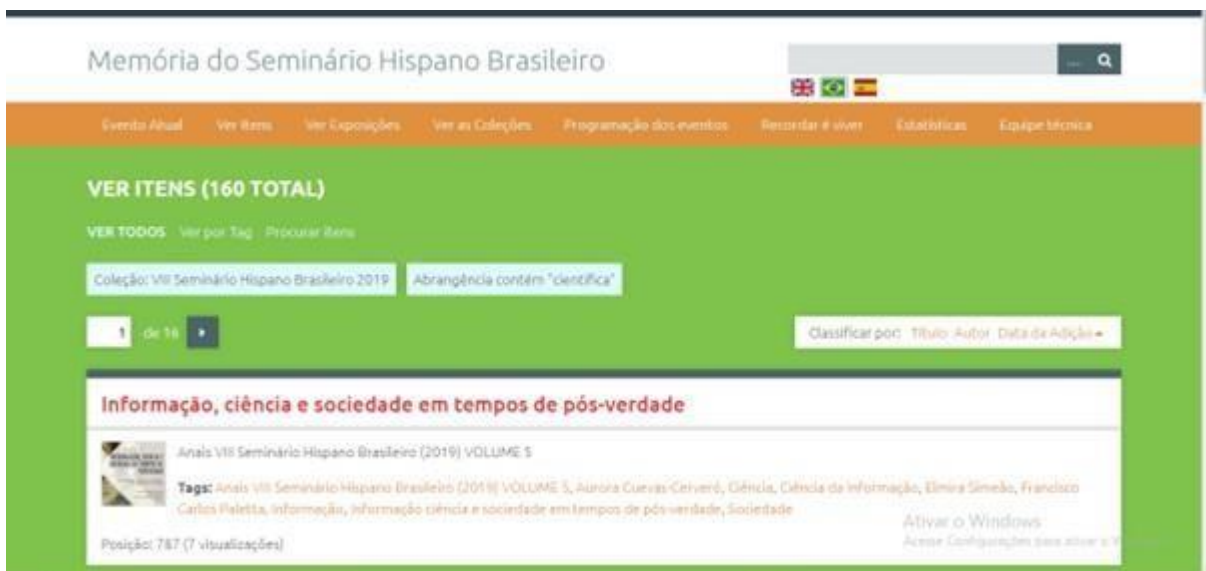 Memória do Seminário Hispano Brasileiro
Evento Atual Ver Itens Ver Exposições Ver as Coleções Programação dos eventos Recordar é viver Estatísticas Equipe técnica
VER ITENS (160 TOTAL)
VER TODOS Ver por Tag Procurar Itens
Coleção: VIII Seminário Hispano Brasileiro 2019 Abrangência contém "científica"
1 de 16
Classificar por: Título Autor Data da Adição
Informação, ciência e sociedade em tempos de pós-verdade
Anais VIII Seminário Hispano Brasileiro (2019) VOLUME 5
Tags: Anais VIII Seminário Hispano Brasileiro (2019) VOLUME 5, Aurora Cuevas Cerveró, Ciência, Ciência da Informação, Elmira Simeão, Francisco
Carlos Paletta, Informação, Informação ciência e sociedade em tempos de pós-verdade, Sociedade
Ativar o Windows
Acesse Configurações para ativar o
Posição: 787 (7 visualizações)